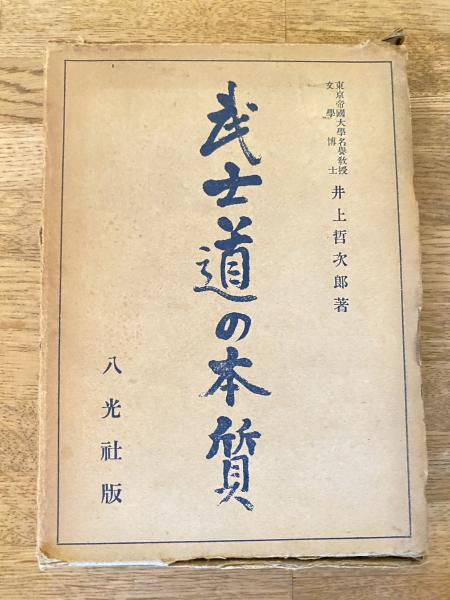 東京帝國大學名譽敎授
文學博士
井上哲次郎著
武士道の本質
八光社版